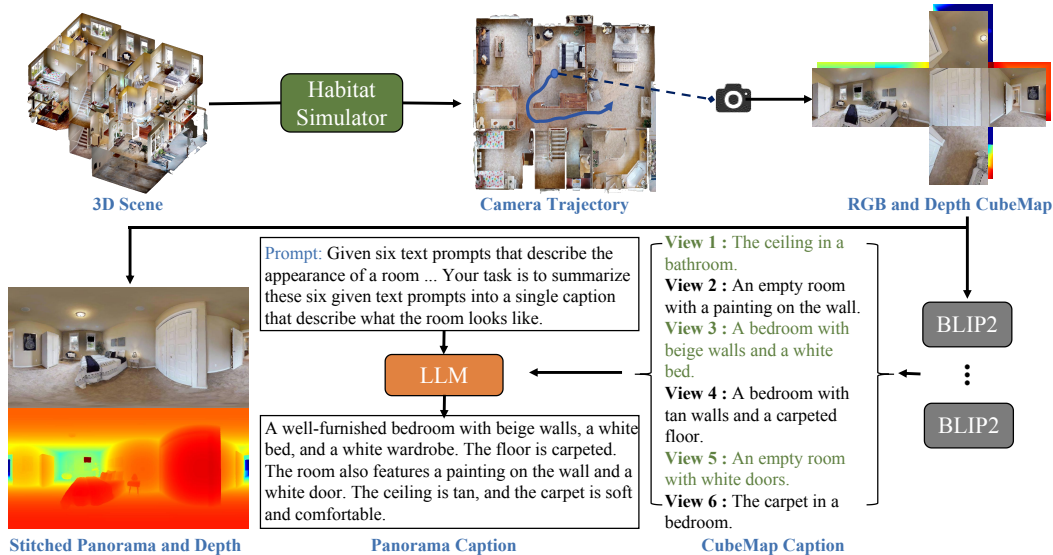 Habitat
Simulator
3D Scene
Camera Trajectory
RGB and Depth CubeMap
Prompt: Given six text prompts that describe the
appearance of a room ... Your task is to summarize
these six given text prompts into a single caption
that describe what the room looks like.
LLM
A well-furnished bedroom with beige walls, a white
bed, and a white wardrobe. The floor is carpeted.
The room also features a painting on the wall and a
white door. The ceiling is tan, and the carpet is soft
and comfortable.
View 1 : The ceiling in a
bathroom.
View 2 : An empty room
with a painting on the wall.
View 3 : A bedroom with
beige walls and a white
bed.
View 4 : A bedroom with
tan walls and a carpeted
floor.
View 5 : An empty room
with white doors.
View 6 : The carpet in a
bedroom.
BLIP2
BLIP2
Stitched Panorama and Depth
Panorama Caption
CubeMap Caption